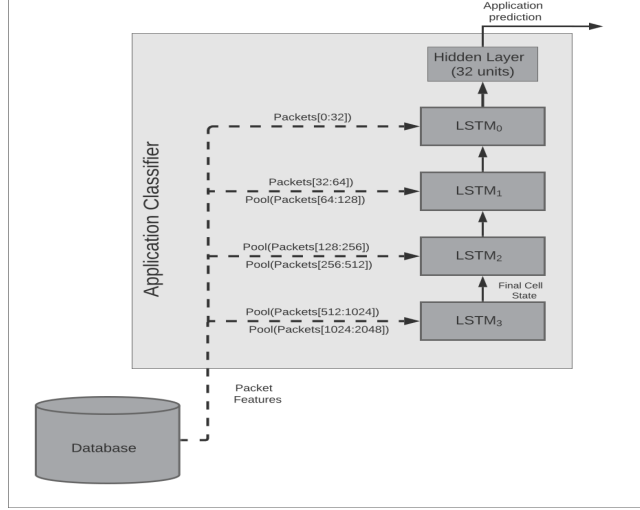 Application
prediction
Hidden Layer
(32 units)
Application Classifier
Packets[0:32])
LSTM₀
Packets[32:64])
Pool(Packets[64:128])
LSTM₁
Pool(Packets[128:256])
Pool(Packets[256:512])
LSTM₂
Final Cell
State
Pool(Packets[512:1024])
Pool(Packets[1024:2048])
LSTM₃
Packet
Features
Database